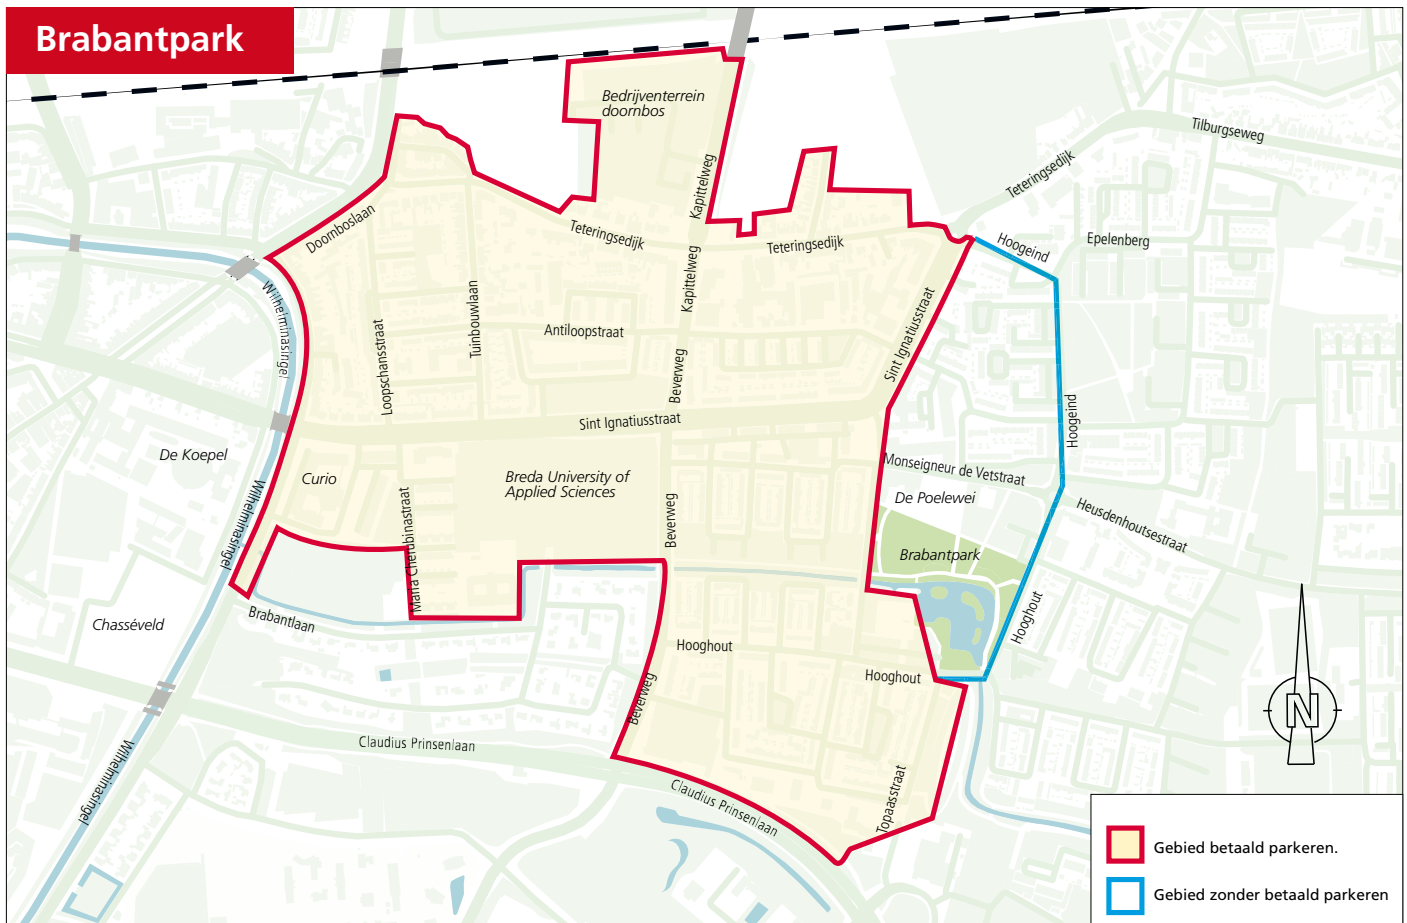 Brabantpark
Bedrijventerrein
doornbos
Tilburgseweg
Teteringsedijk
Kapittelweg
Doornboslaan
Teteringsedijk
Teteringsedijk
Hoogeind
Epelenberg
Wilhelminasingel
Kapittelweg
Tuinbouwlaan
Loopschansstraat
Antiloopstraat
Sint Ignatiusstraat
Beverweg
Hoogeind
Sint Ignatiusstraat
De Koepel
Curio
Breda University of
Applied Sciences
Monseigneur de Vetstraat
De Poelewei
Wilhelminasingel
Maria Cherubinastraat
Beverweg
Heusdenhoutsestraat
Brabantpark
Brabantlaan
Chasséveld
Hooghout
Hooghout
Hooghout
Beverweg
Claudius Prinsenlaan
Wilhelminasingel
Claudius Prinsenlaan
Topaasstraat
N
Gebied betaald parkeren.
Gebied zonder betaald parkeren